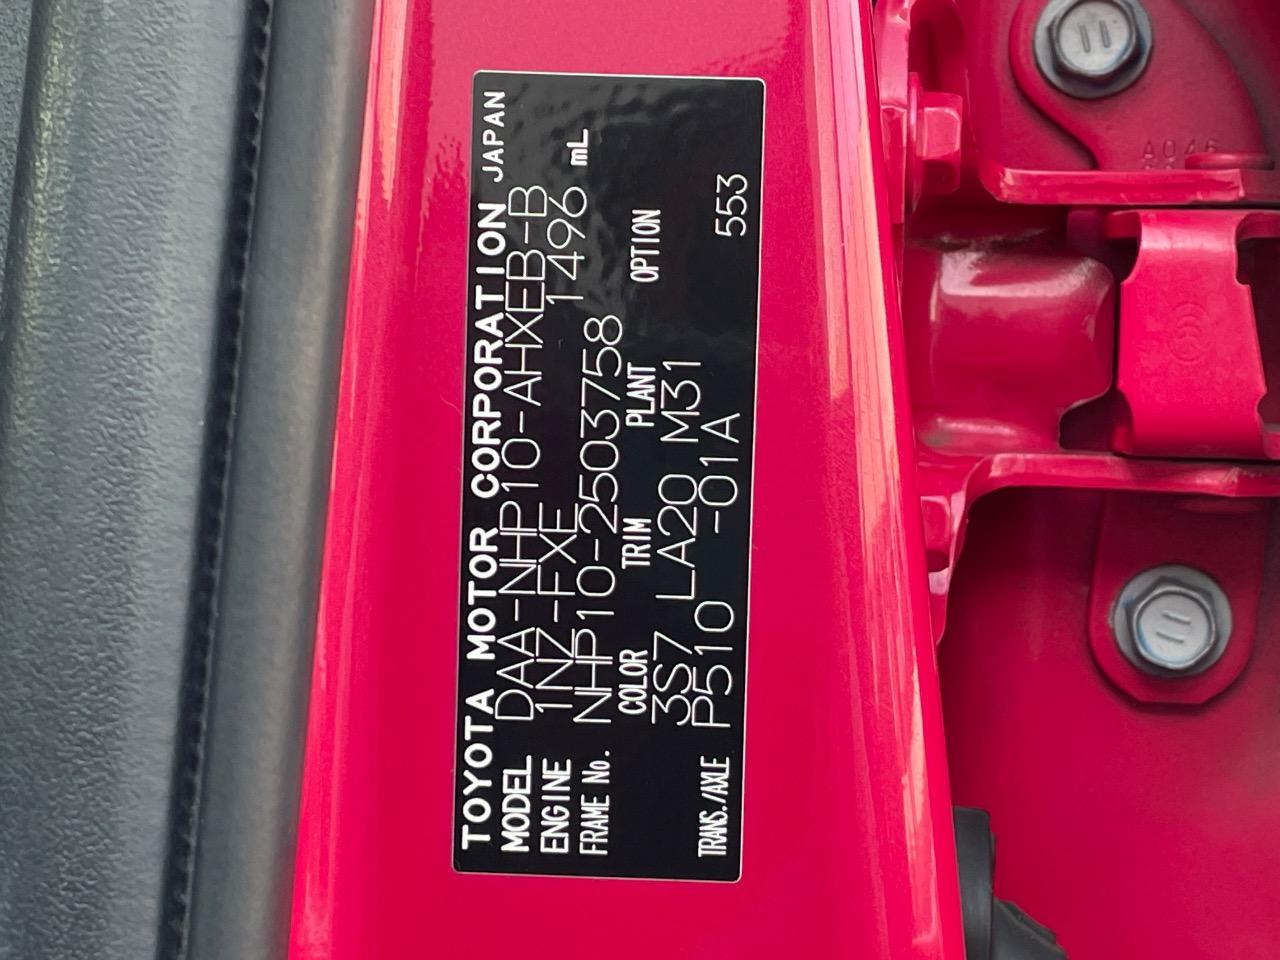 TOYOTA MOTOR CORPORATION JAPAN
MODEL DAA-NHP10-AHXEB-B
ENGINE 1NZ-FXE 1496 mL
FRAME No. NHP10-2503758
COLOR TRIM PLANT OPTION
3S7 LA20 M31
TRANS./AXLE P510 -01A 553
A046